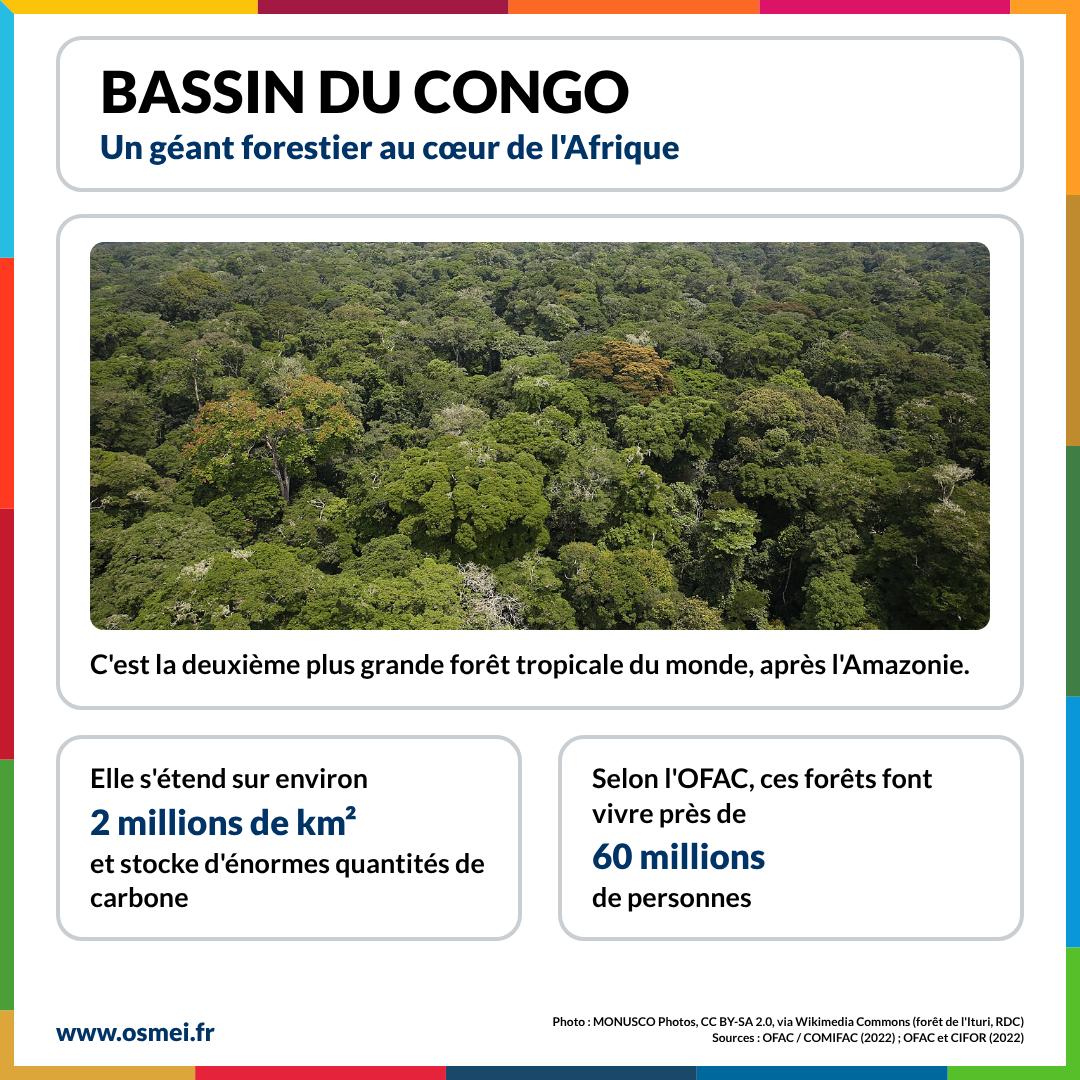 BASSIN DU CONGO
Un géant forestier au cœur de l'Afrique
C'est la deuxième plus grande forêt tropicale du monde, après l'Amazonie.
Elle s'étend sur environ
2 millions de km²
et stocke d'énormes quantités de
carbone
Selon l'OFAC, ces forêts font
vivre près de
60 millions
de personnes
www.osmei.fr
Photo : MONUSCO Photos, CC BY-SA 2.0, via Wikimedia Commons (forêt de l'Ituri, RDC)
Sources : OFAC / COMIFAC (2022) ; OFAC et CIFOR (2022)